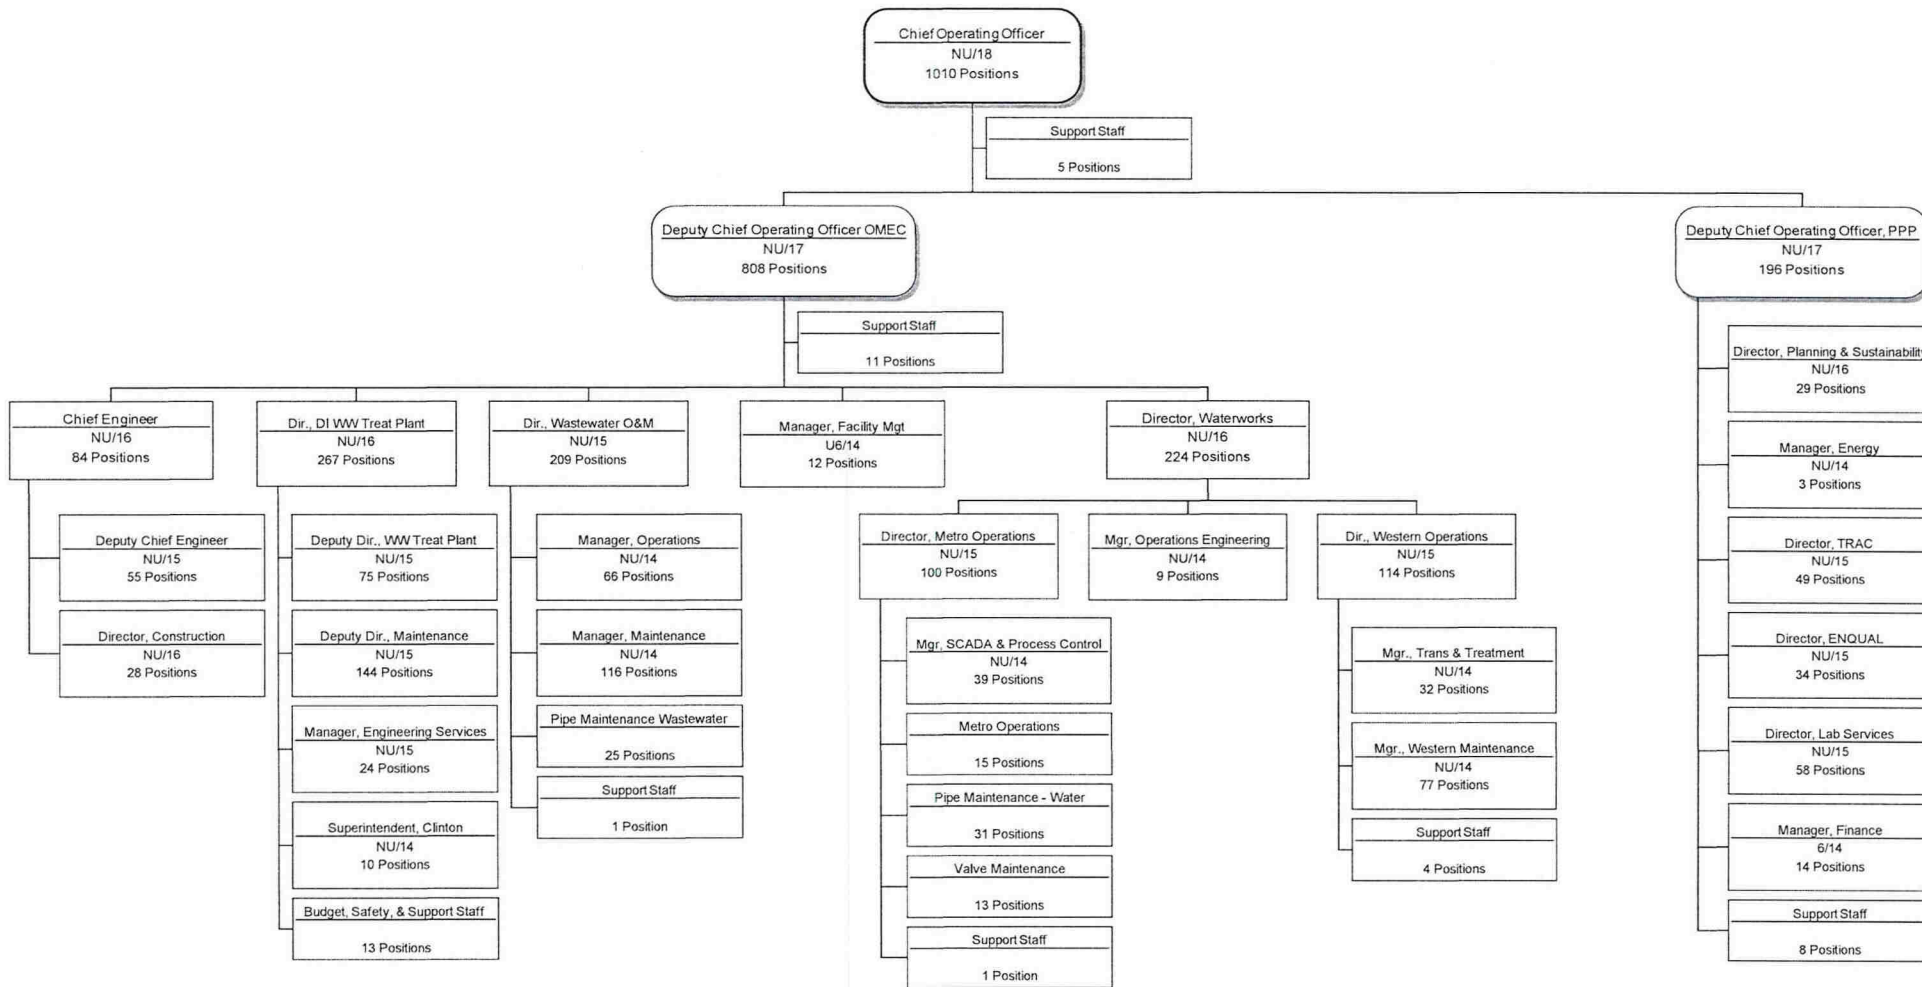 Chief Operating Officer
NU/18
1010 Positions
Support Staff
5 Positions
Deputy Chief Operating Officer OMEC
NU/17
808 Positions
Deputy Chief Operating Officer, PPP
NU/17
196 Positions
Support Staff
11 Positions
Chief Engineer
NU/16
84 Positions
Deputy Chief Engineer
NU/15
55 Positions
Director, Construction
NU/16
28 Positions
Dir., DI WW Treat Plant
NU/16
267 Positions
Deputy Dir., WW Treat Plant
NU/15
75 Positions
Deputy Dir., Maintenance
NU/15
144 Positions
Manager, Engineering Services
NU/15
24 Positions
Superintendent, Clinton
NU/14
10 Positions
Budget, Safety, & Support Staff
13 Positions
Dir., Wastewater O&M
NU/15
209 Positions
Manager, Operations
NU/14
66 Positions
Manager, Maintenance
NU/14
116 Positions
Pipe Maintenance Wastewater
25 Positions
Support Staff
1 Position
Manager, Facility Mgt
U6/14
12 Positions
Director, Waterworks
NU/16
224 Positions
Director, Metro Operations
NU/15
100 Positions
Mgr, SCADA & Process Control
NU/14
39 Positions
Metro Operations
15 Positions
Pipe Maintenance - Water
31 Positions
Valve Maintenance
13 Positions
Support Staff
1 Position
Mgr, Operations Engineering
NU/14
9 Positions
Dir., Western Operations
NU/15
114 Positions
Mgr., Trans & Treatment
NU/14
32 Positions
Mgr., Western Maintenance
NU/14
77 Positions
Support Staff
4 Positions
Director, Planning & Sustainability
NU/16
29 Positions
Manager, Energy
NU/14
3 Positions
Director, TRAC
NU/15
49 Positions
Director, ENQUAL
NU/15
34 Positions
Director, Lab Services
NU/15
58 Positions
Manager, Finance
6/14
14 Positions
Support Staff
8 Positions